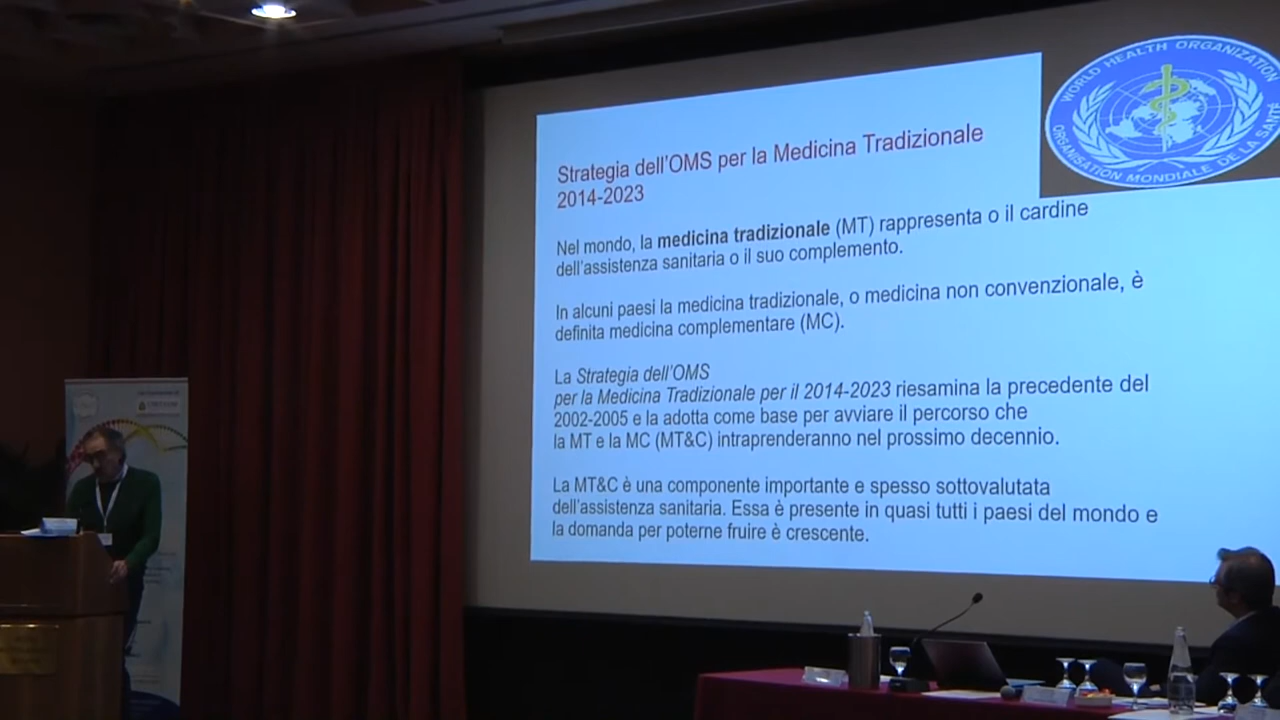 WORLD HEALTH ORGANIZATION
ORGANISATION MONDIALE DE LA SANTÉ
Strategia dell'OMS per la Medicina Tradizionale
2014-2023
Nel mondo, la medicina tradizionale (MT) rappresenta o il cardine
dell'assistenza sanitaria o il suo complemento.
In alcuni paesi la medicina tradizionale, o medicina non convenzionale, è
definita medicina complementare (MC).
La Strategia dell'OMS
per la Medicina Tradizionale per il 2014-2023 riesamina la precedente del
2002-2005 e la adotta come base per avviare il percorso che
la MT e la MC (MT&C) intraprenderanno nel prossimo decennio.
La MT&C è una componente importante e spesso sottovalutata
dell'assistenza sanitaria. Essa è presente in quasi tutti i paesi del mondo e
la domanda per poterne fruire è crescente.